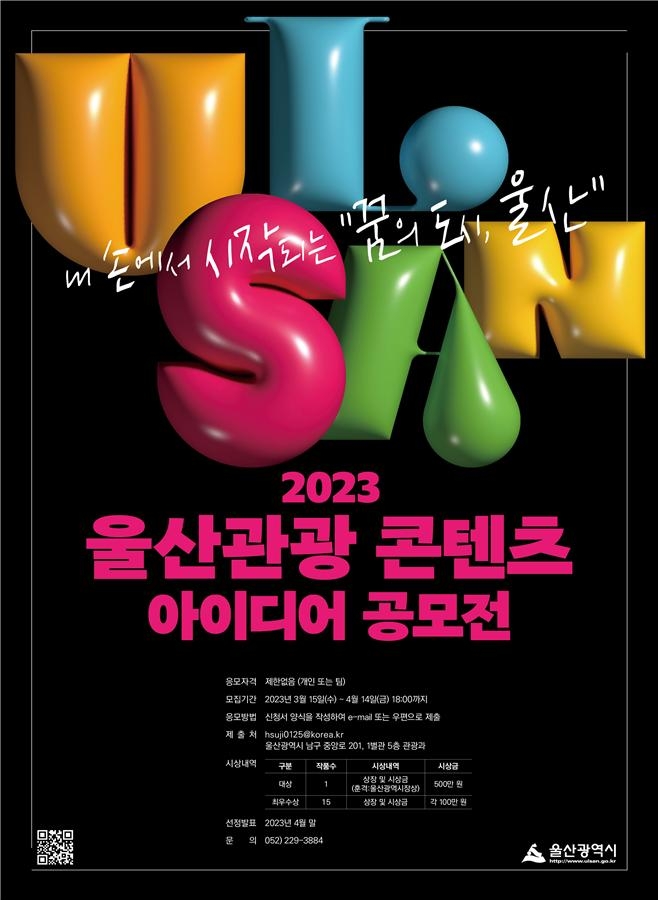 ULSAN
내 손에서 시작되는 "꿈의 도시, 울산"
2023
울산관광 콘텐츠
아이디어 공모전
응모자격 제한없음 (개인 또는 팀)
모집기간 2023년 3월 15일(수) ~ 4월 14일(금) 18:00까지
응모방법 신청서 양식을 작성하여 e-mail 또는 우편으로 제출
제 출 처 hsuji0125@korea.kr
울산광역시 남구 중앙로 201, 1별관 5층 관광과
시상내역 구분 작품수 시상내역 시상금
대상 1 상장 및 시상금 (훈격:울산광역시장상) 500만 원
최우수상 15 상장 및 시상금 각 100만 원
선정발표 2023년 4월 말
문 의 052) 229-3884
울산광역시
http://www.ulsan.go.kr